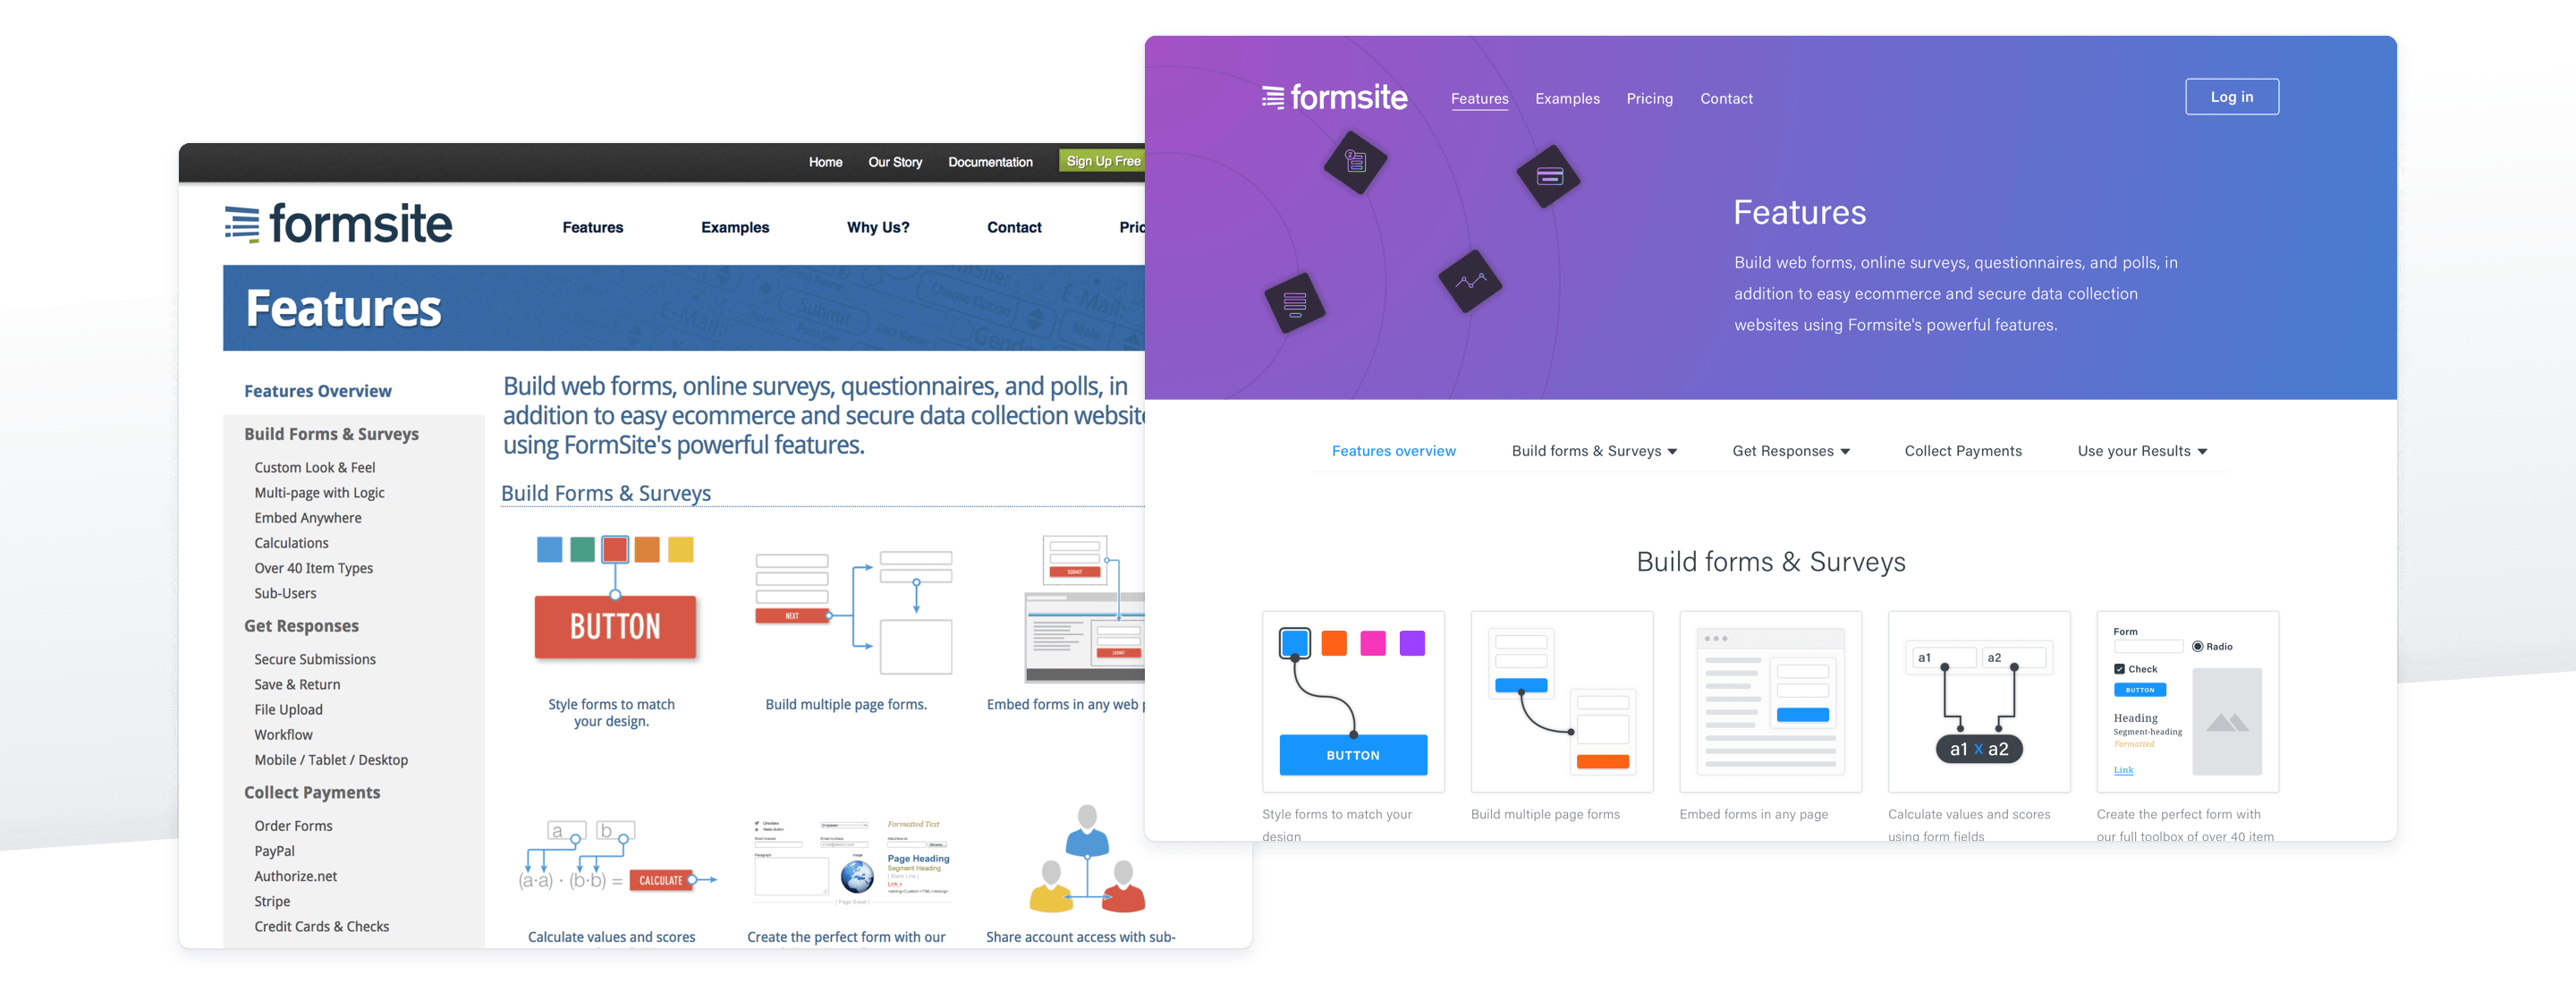 Home Our Story Documentation Sign Up Free
formsite
Features Examples Why Us? Contact
Features
Features Overview
Build Forms & Surveys
Custom Look & Feel
Multi-page with Logic
Embed Anywhere
Calculations
Over 40 Item Types
Sub-Users
Get Responses
Secure Submissions
Save & Return
File Upload
Workflow
Mobile / Tablet / Desktop
Collect Payments
Order Forms
PayPal
Authorize.net
Stripe
Credit Cards & Checks
Build web forms, online surveys, questionnaires, and polls, in
addition to easy ecommerce and secure data collection
using FormSite's powerful features.
Build Forms & Surveys
BUTTON
NEXT
SUBMIT
SUBMIT
Style forms to match
your design.
Build multiple page forms.
Embed forms in any web
a b
(a·a) · (b·b) = CALCULATE
Formatted Text
Page Heading
Segment Heading
Calculate values and scores
Create the perfect form with our
Share account access with sub-
formsite Features Examples Pricing Contact Log in
Features
Build web forms, online surveys, questionnaires, and polls, in
addition to easy ecommerce and secure data collection
websites using Formsite's powerful features.
Features overview Build forms & Surveys Get Responses Collect Payments Use your Results
Build forms & Surveys
BUTTON
Style forms to match your
design
Build multiple page forms
Embed forms in any page
a1 a2
a1 x a2
Calculate values and scores
using form fields
Form
Radio
Check
BUTTON
Heading
Segment-heading
Formatted
Link
Create the perfect form with
our full toolbox of over 40 item